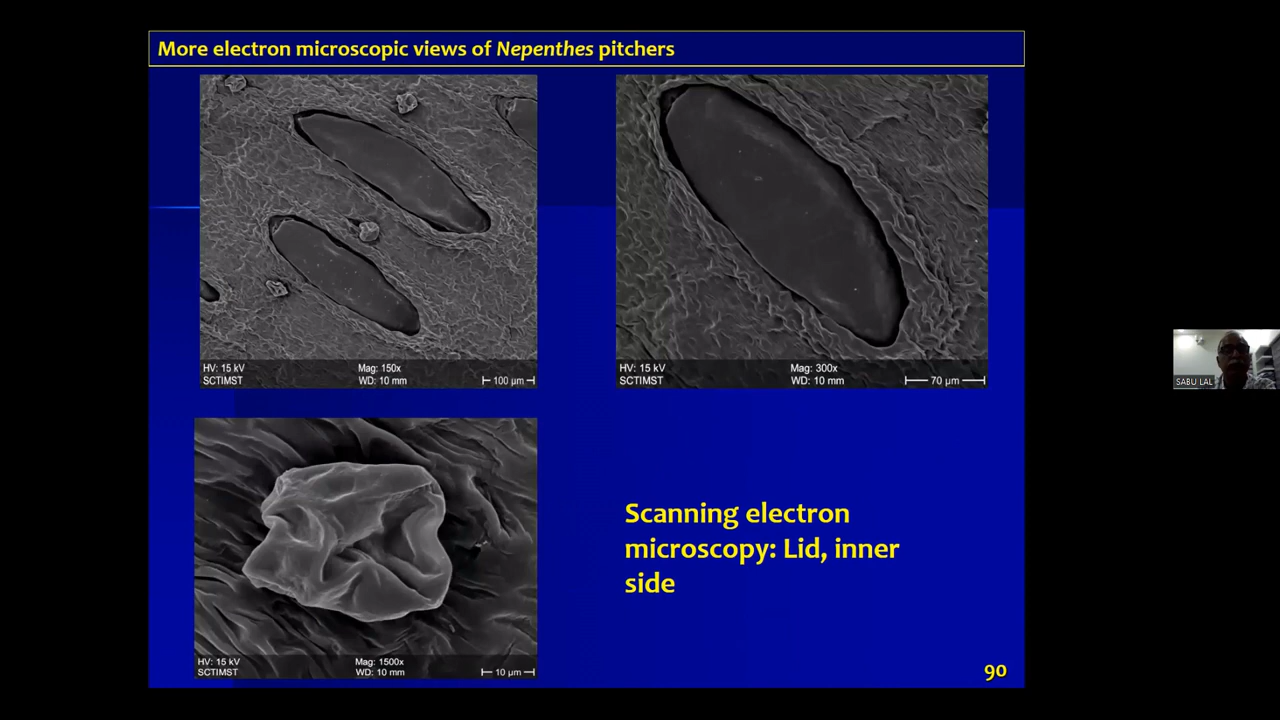 More electron microscopic views of Nepenthes pitchers
HV: 15 kV
Mag: 150x
SCTIMST
WD: 10 mm
100 µm
HV: 15 kV
Mag: 300x
SCTIMST
WD: 10 mm
70 µm
HV: 15 kV
Mag: 1500x
SCTIMST
WD: 10 mm
10 µm
Scanning electron
microscopy: Lid, inner
side
90
SABU LAL